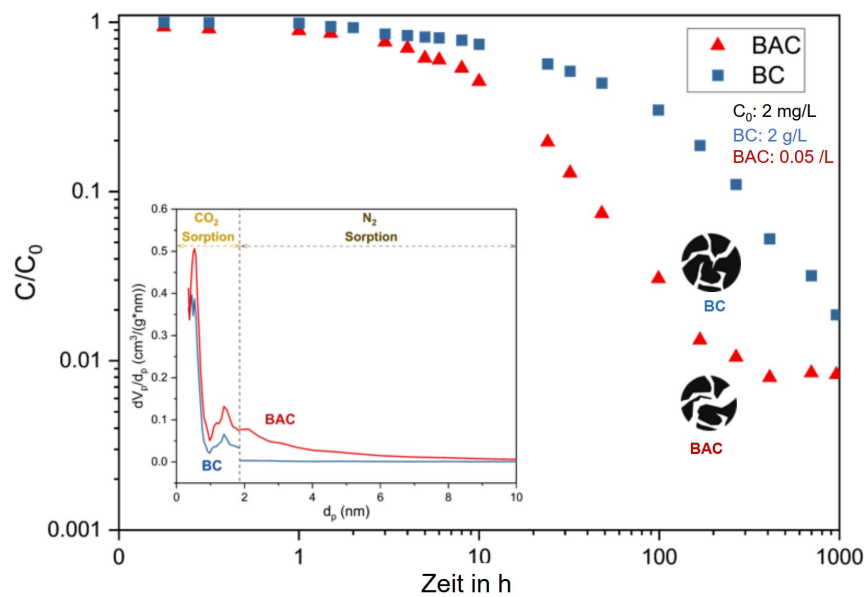 BAC
BC
C₀: 2 mg/L
BC: 2 g/L
BAC: 0.05 /L
C/C₀
1
0.1
0.01
0.001
0
1
10
100
1000
Zeit in h
CO₂
Sorption
N₂
Sorption
dVₚ/dₚ (cm³/(g*nm))
0.6
0.5
0.4
0.3
0.2
0.1
0.0
BAC
BC
0
2
4
6
8
10
dₚ (nm)
BC
BAC